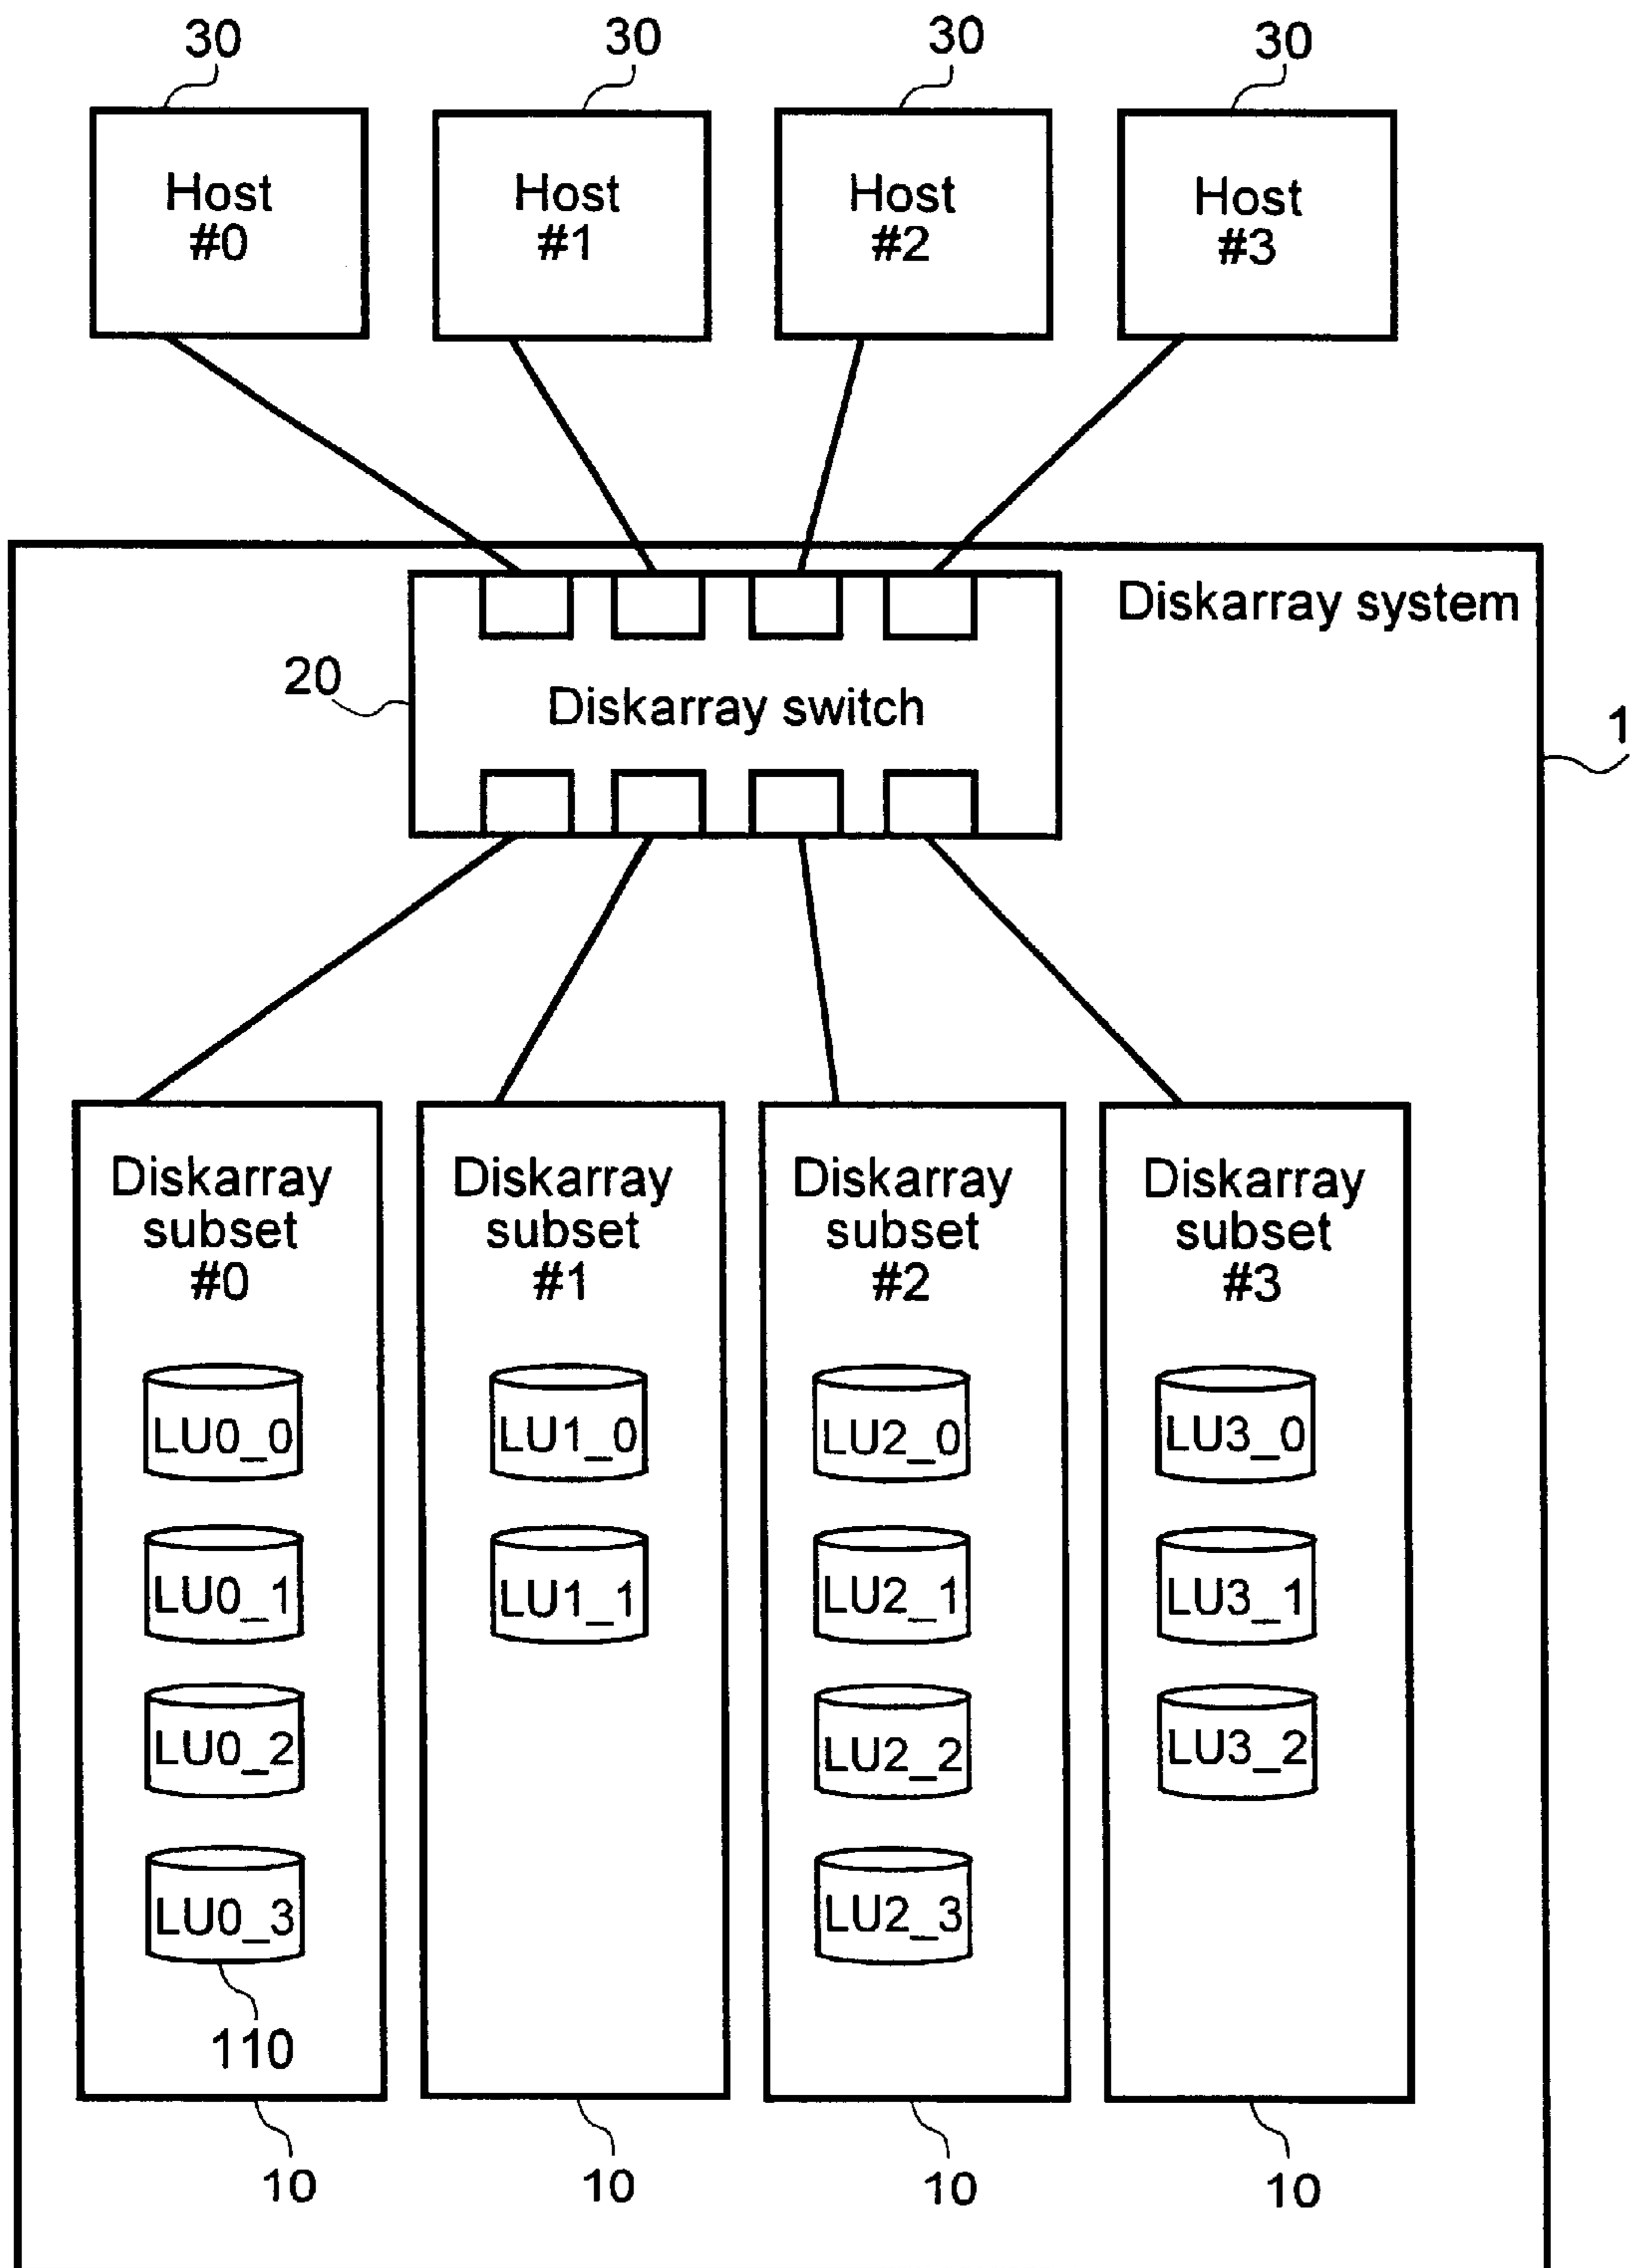 30 30 30 30
Host #0
Host #1
Host #2
Host #3
Diskarray system
20
Diskarray switch
1
Diskarray
subset
#0
Diskarray
subset
#1
Diskarray
subset
#2
Diskarray
subset
#3
LU0_0
LU1_0
LU2_0
LU3_0
LU0_1
LU1_1
LU2_1
LU3_1
LU0_2
LU2_2
LU3_2
LU0_3
LU2_3
110
10 10 10 10